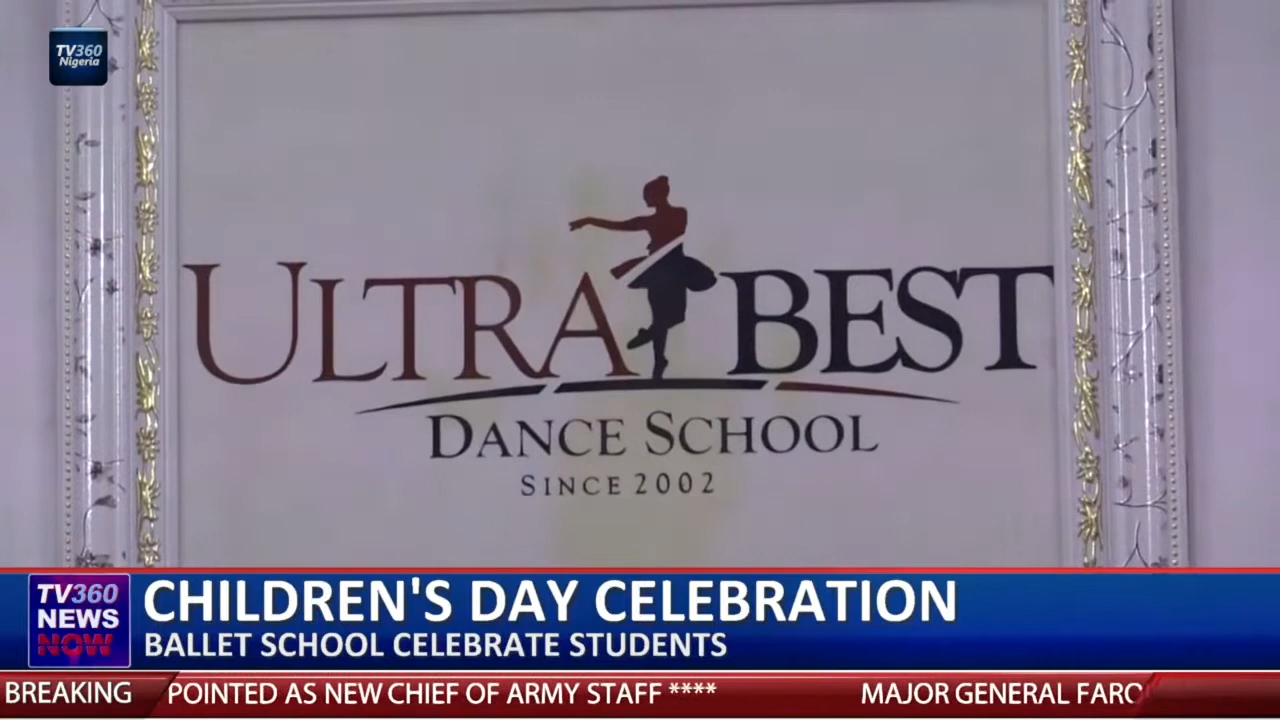 TV360
Nigeria
ULTRA BEST
DANCE SCHOOL
SINCE 2002
TV360
NEWS
NOW
CHILDREN'S DAY CELEBRATION
BALLET SCHOOL CELEBRATE STUDENTS
BREAKING
POINTED AS NEW CHIEF OF ARMY STAFF **** MAJOR GENERAL FARO